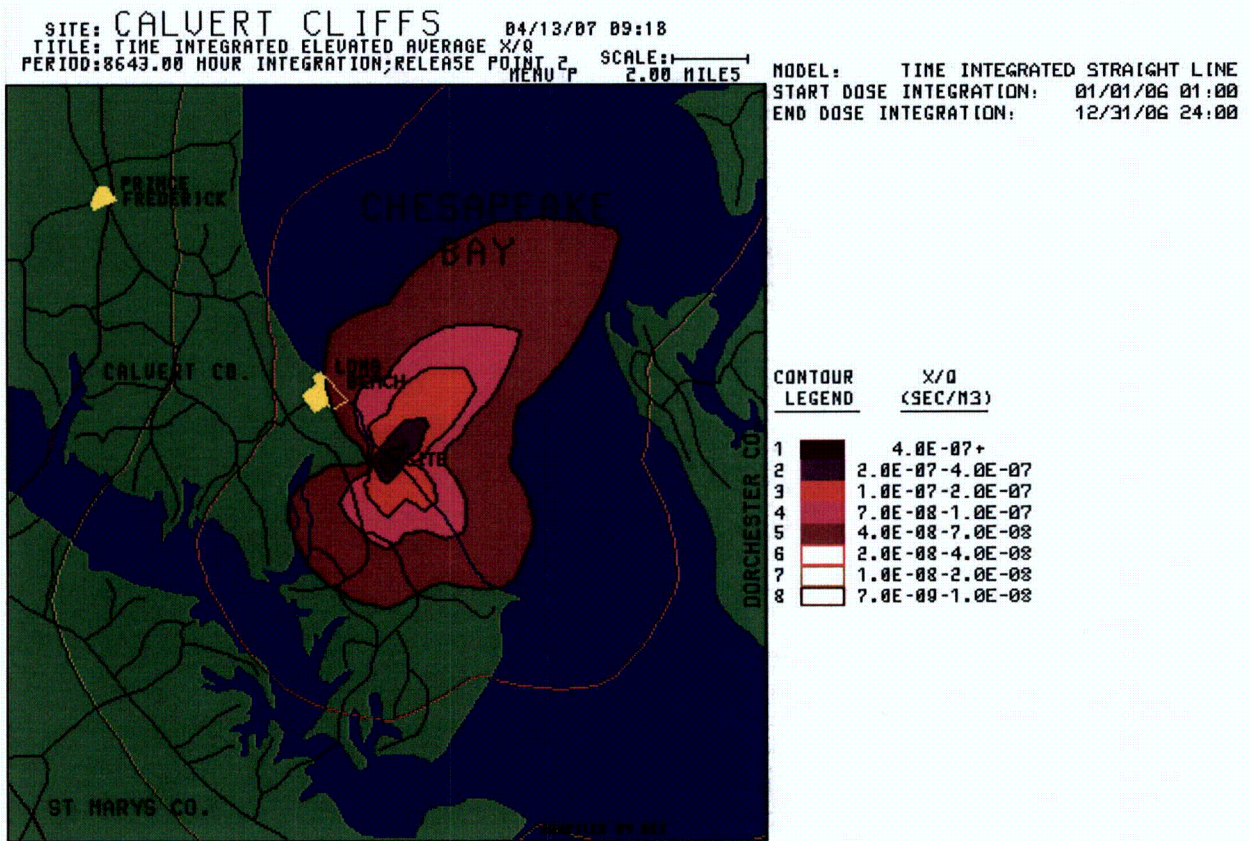 SITE: CALVERT CLIFFS 04/13/07 09:18
TITLE: TIME INTEGRATED ELEVATED AVERAGE X/Q
PERIOD:8643.00 HOUR INTEGRATION;RELEASE POINT 2
SCALE:
MENU P 2.00 MILES
MODEL: TIME INTEGRATED STRAIGHT LINE
START DOSE INTEGRATION: 01/01/06 01:00
END DOSE INTEGRATION: 12/31/06 24:00
PRINCE
FREDERICK
CHESAPEAKE
BAY
LONG
BEACH
CALVERT CO.
SITE
DORCHESTER CO
ST MARYS CO.
CONTOUR X/Q
LEGEND (SEC/M3)
1 4.0E-07+
2 2.0E-07-4.0E-07
3 1.0E-07-2.0E-07
4 7.0E-08-1.0E-07
5 4.0E-08-7.0E-08
6 2.0E-08-4.0E-08
7 1.0E-08-2.0E-08
8 7.0E-09-1.0E-08